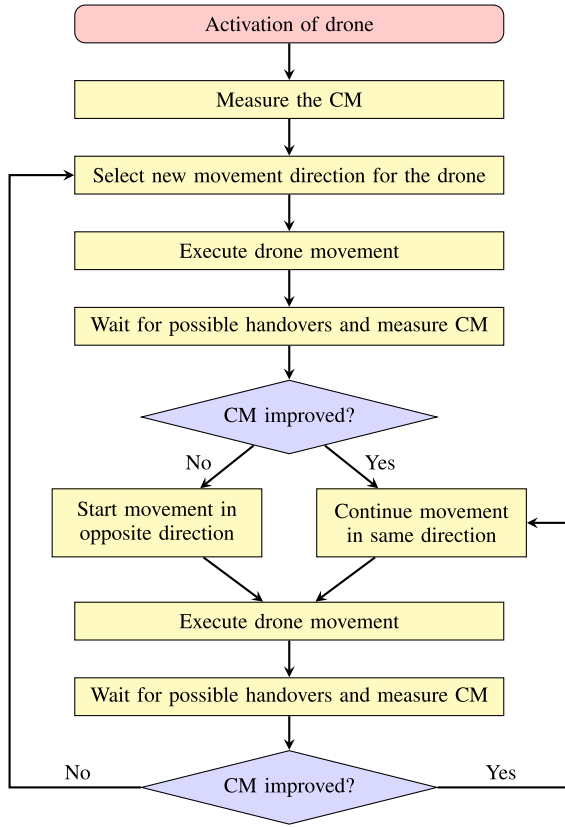 Activation of drone
Measure the CM
Select new movement direction for the drone
Execute drone movement
Wait for possible handovers and measure CM
CM improved?
No
Yes
Start movement in
opposite direction
Continue movement
in same direction
Execute drone movement
Wait for possible handovers and measure CM
CM improved?
No
Yes